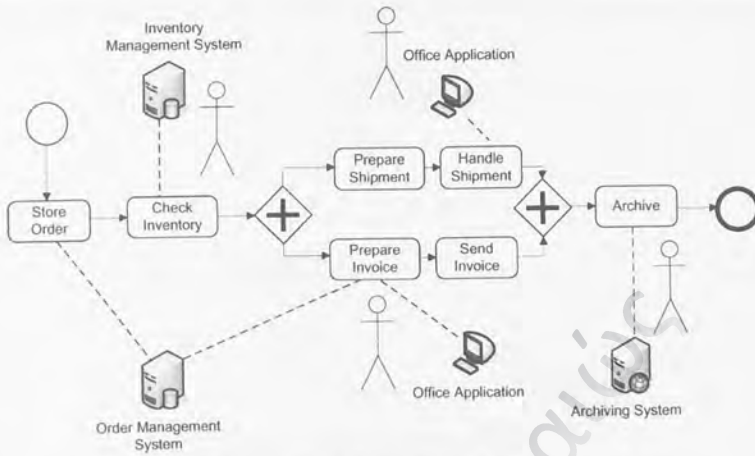 Inventory
Management System
Office Application
Store
Order
Check
Inventory
Prepare
Shipment
Handle
Shipment
Archive
Prepare
Invoice
Send
Invoice
Order Management
System
Office Application
Archiving System
αιώς